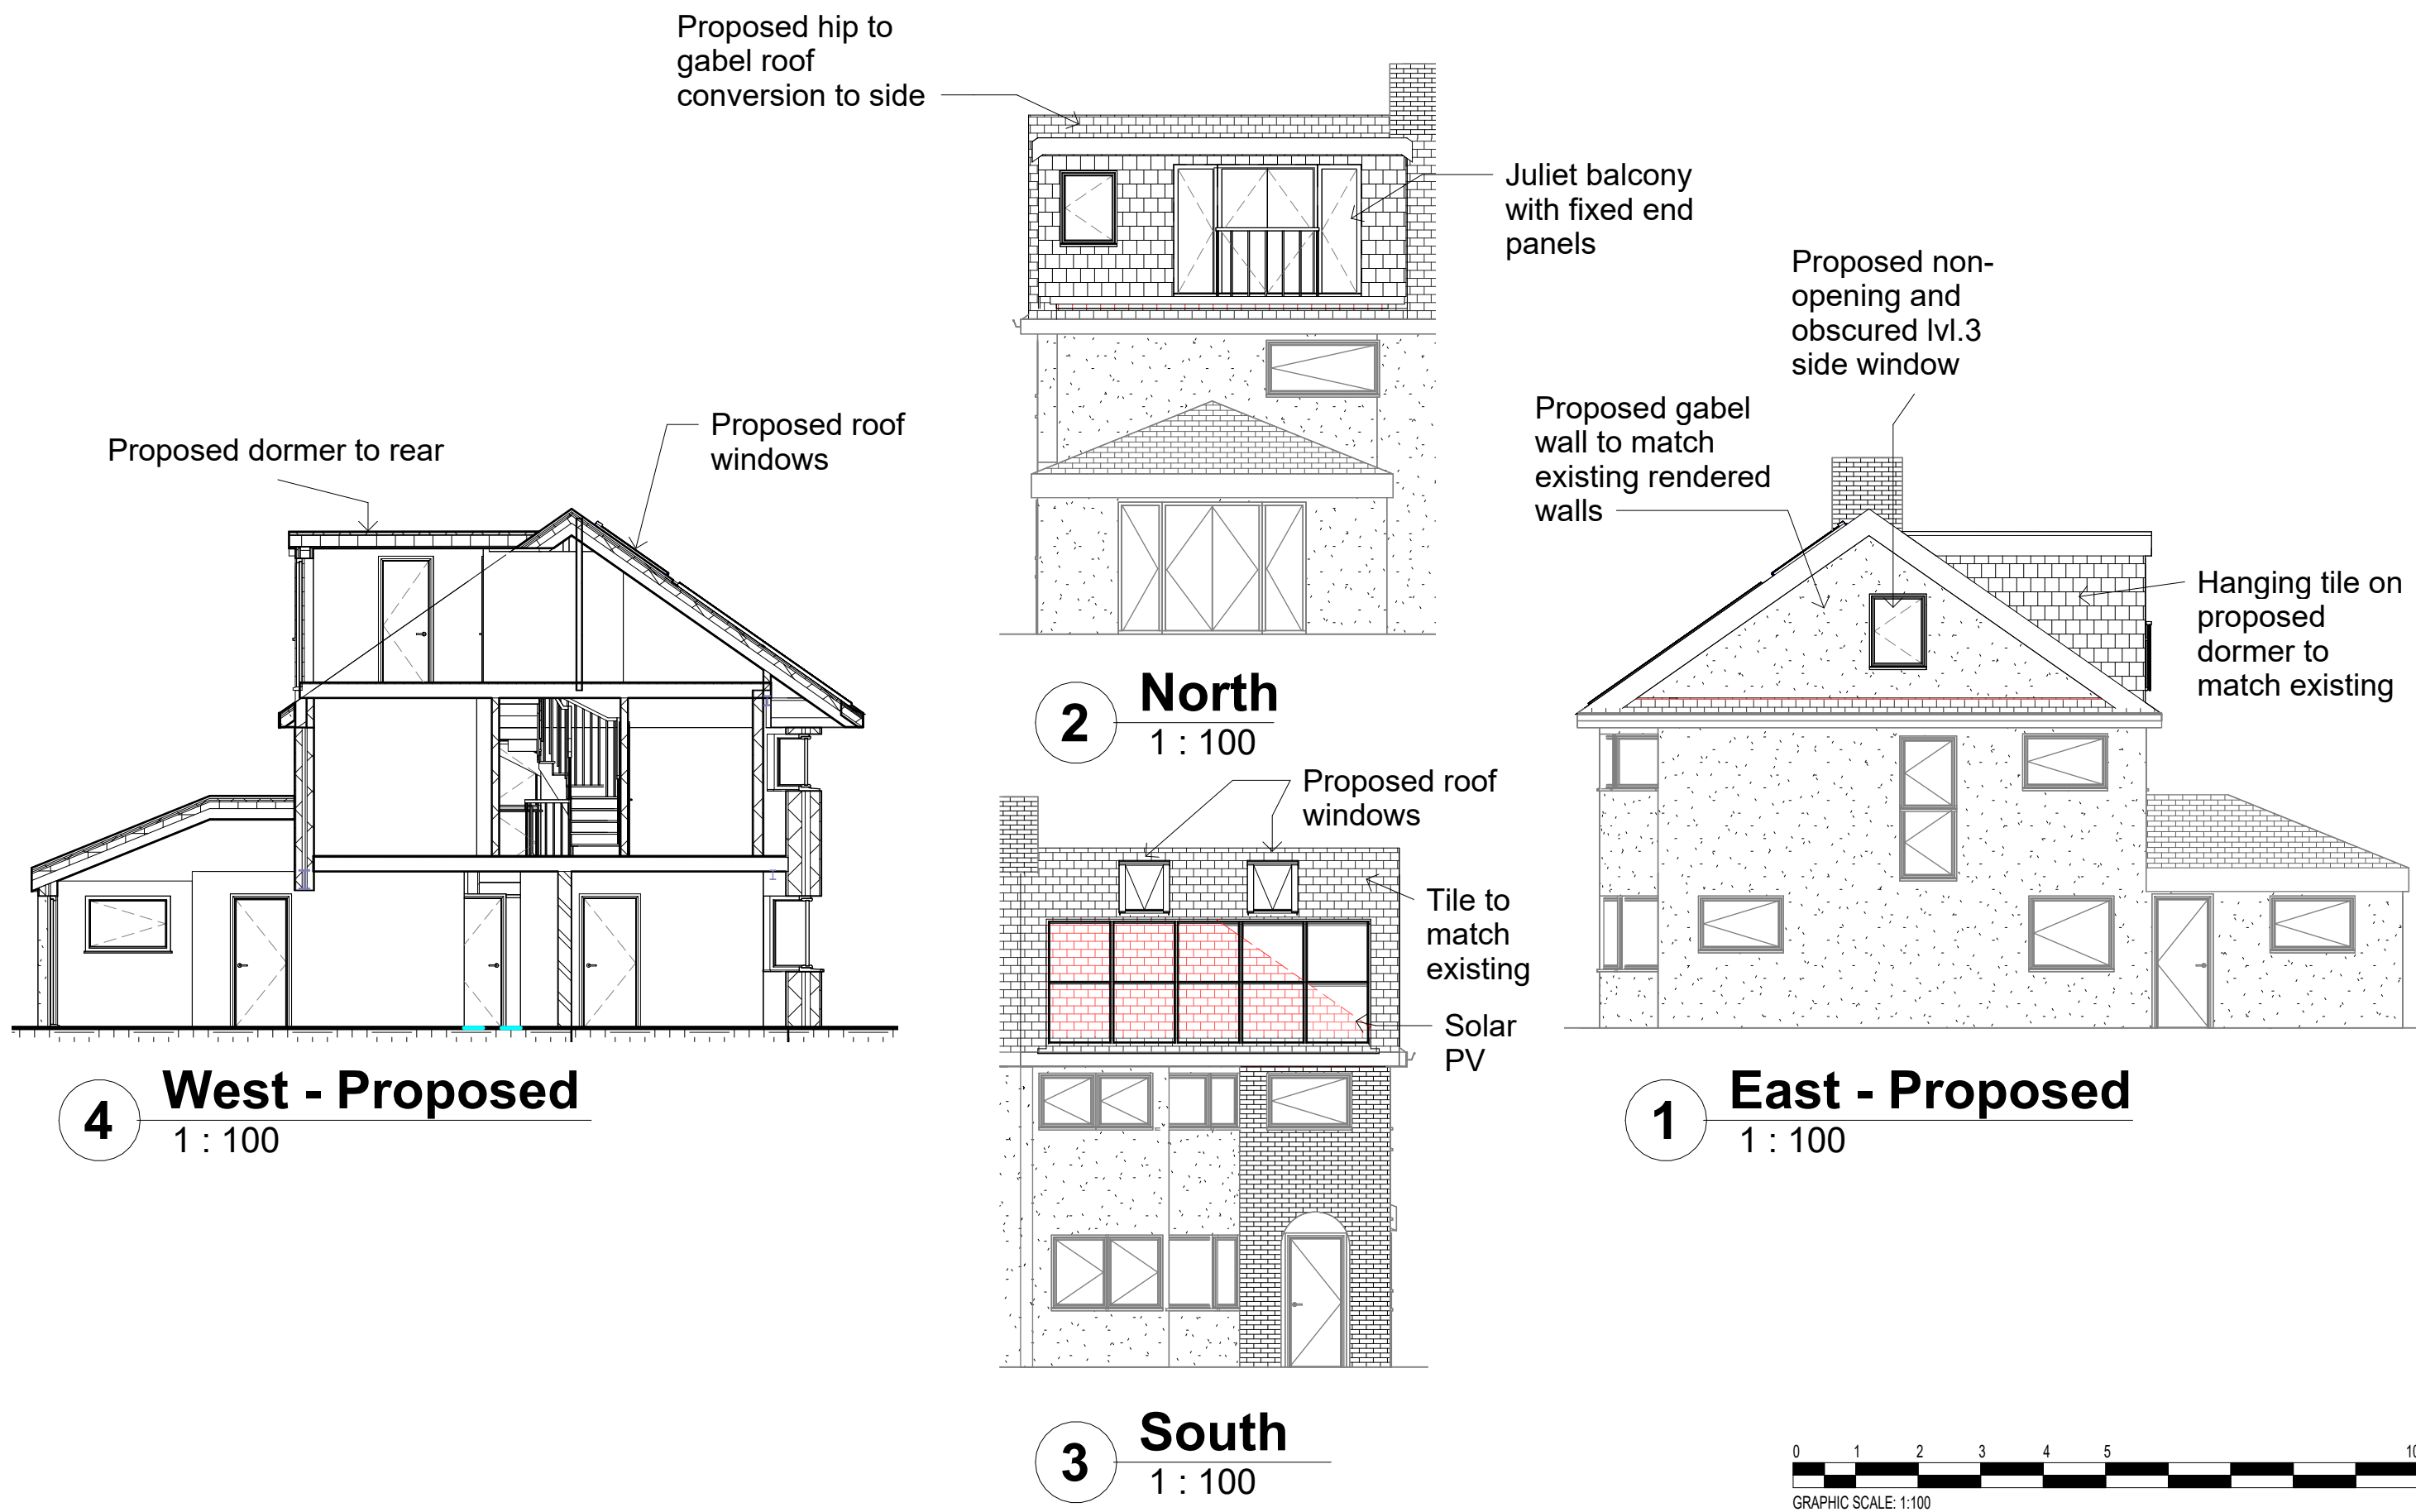 Proposed hip to
gabel roof
conversion to side
Juliet balcony
with fixed end
panels
Proposed non-
opening and
obscured lvl.3
side window
Proposed gabel
wall to match
existing rendered
walls
Proposed dormer to rear
Proposed roof
windows
Hanging tile on
proposed
dormer to
match existing
2
North
1 : 100
Proposed roof
windows
Tile to
match
existing
Solar
PV
4
West - Proposed
1 : 100
1
East - Proposed
1 : 100
3
South
1 : 100
0 1 2 3 4 5 10
GRAPHIC SCALE: 1:100